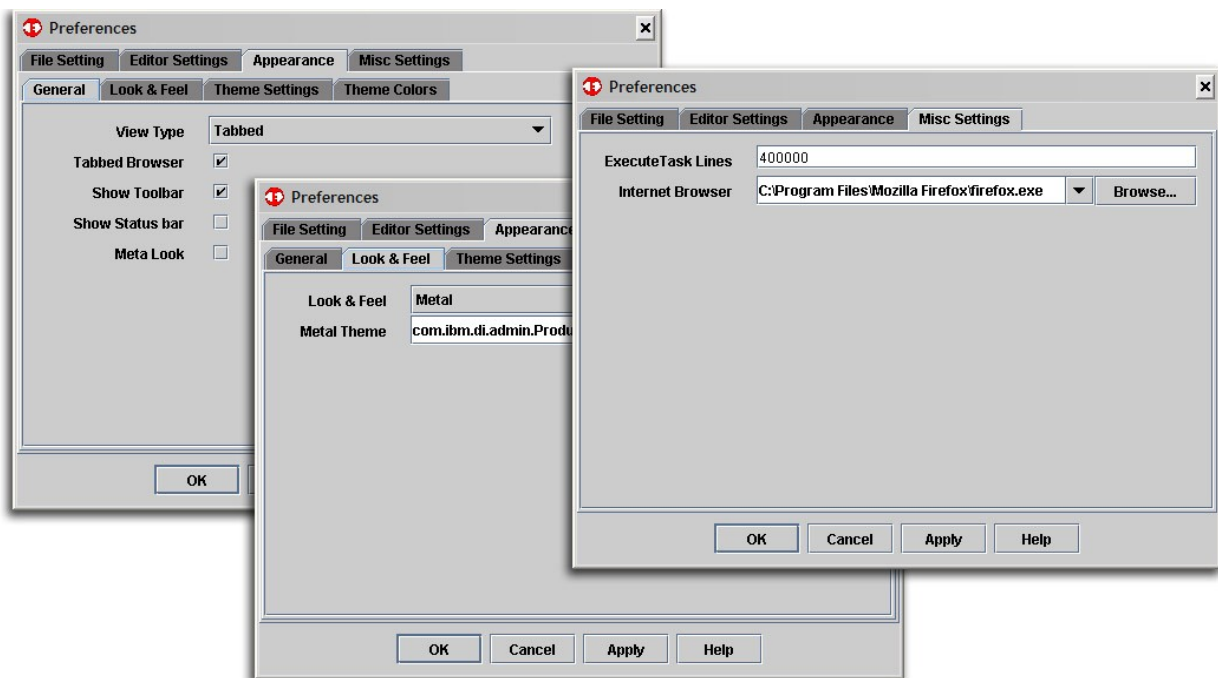 Preferences
File Setting Editor Settings Appearance Misc Settings
General Look & Feel Theme Settings Theme Colors
View Type Tabbed
Tabbed Browser
Show Toolbar
Show Status bar
Meta Look
OK
Preferences
File Setting Editor Settings Appearance
General Look & Feel Theme Settings
Look & Feel Metal
Metal Theme com.ibm.di.admin.Produ
OK Cancel Apply Help
Preferences
File Setting Editor Settings Appearance Misc Settings
ExecuteTask Lines 400000
Internet Browser C:\Program Files\Mozilla Firefox\firefox.exe Browse...
OK Cancel Apply Help